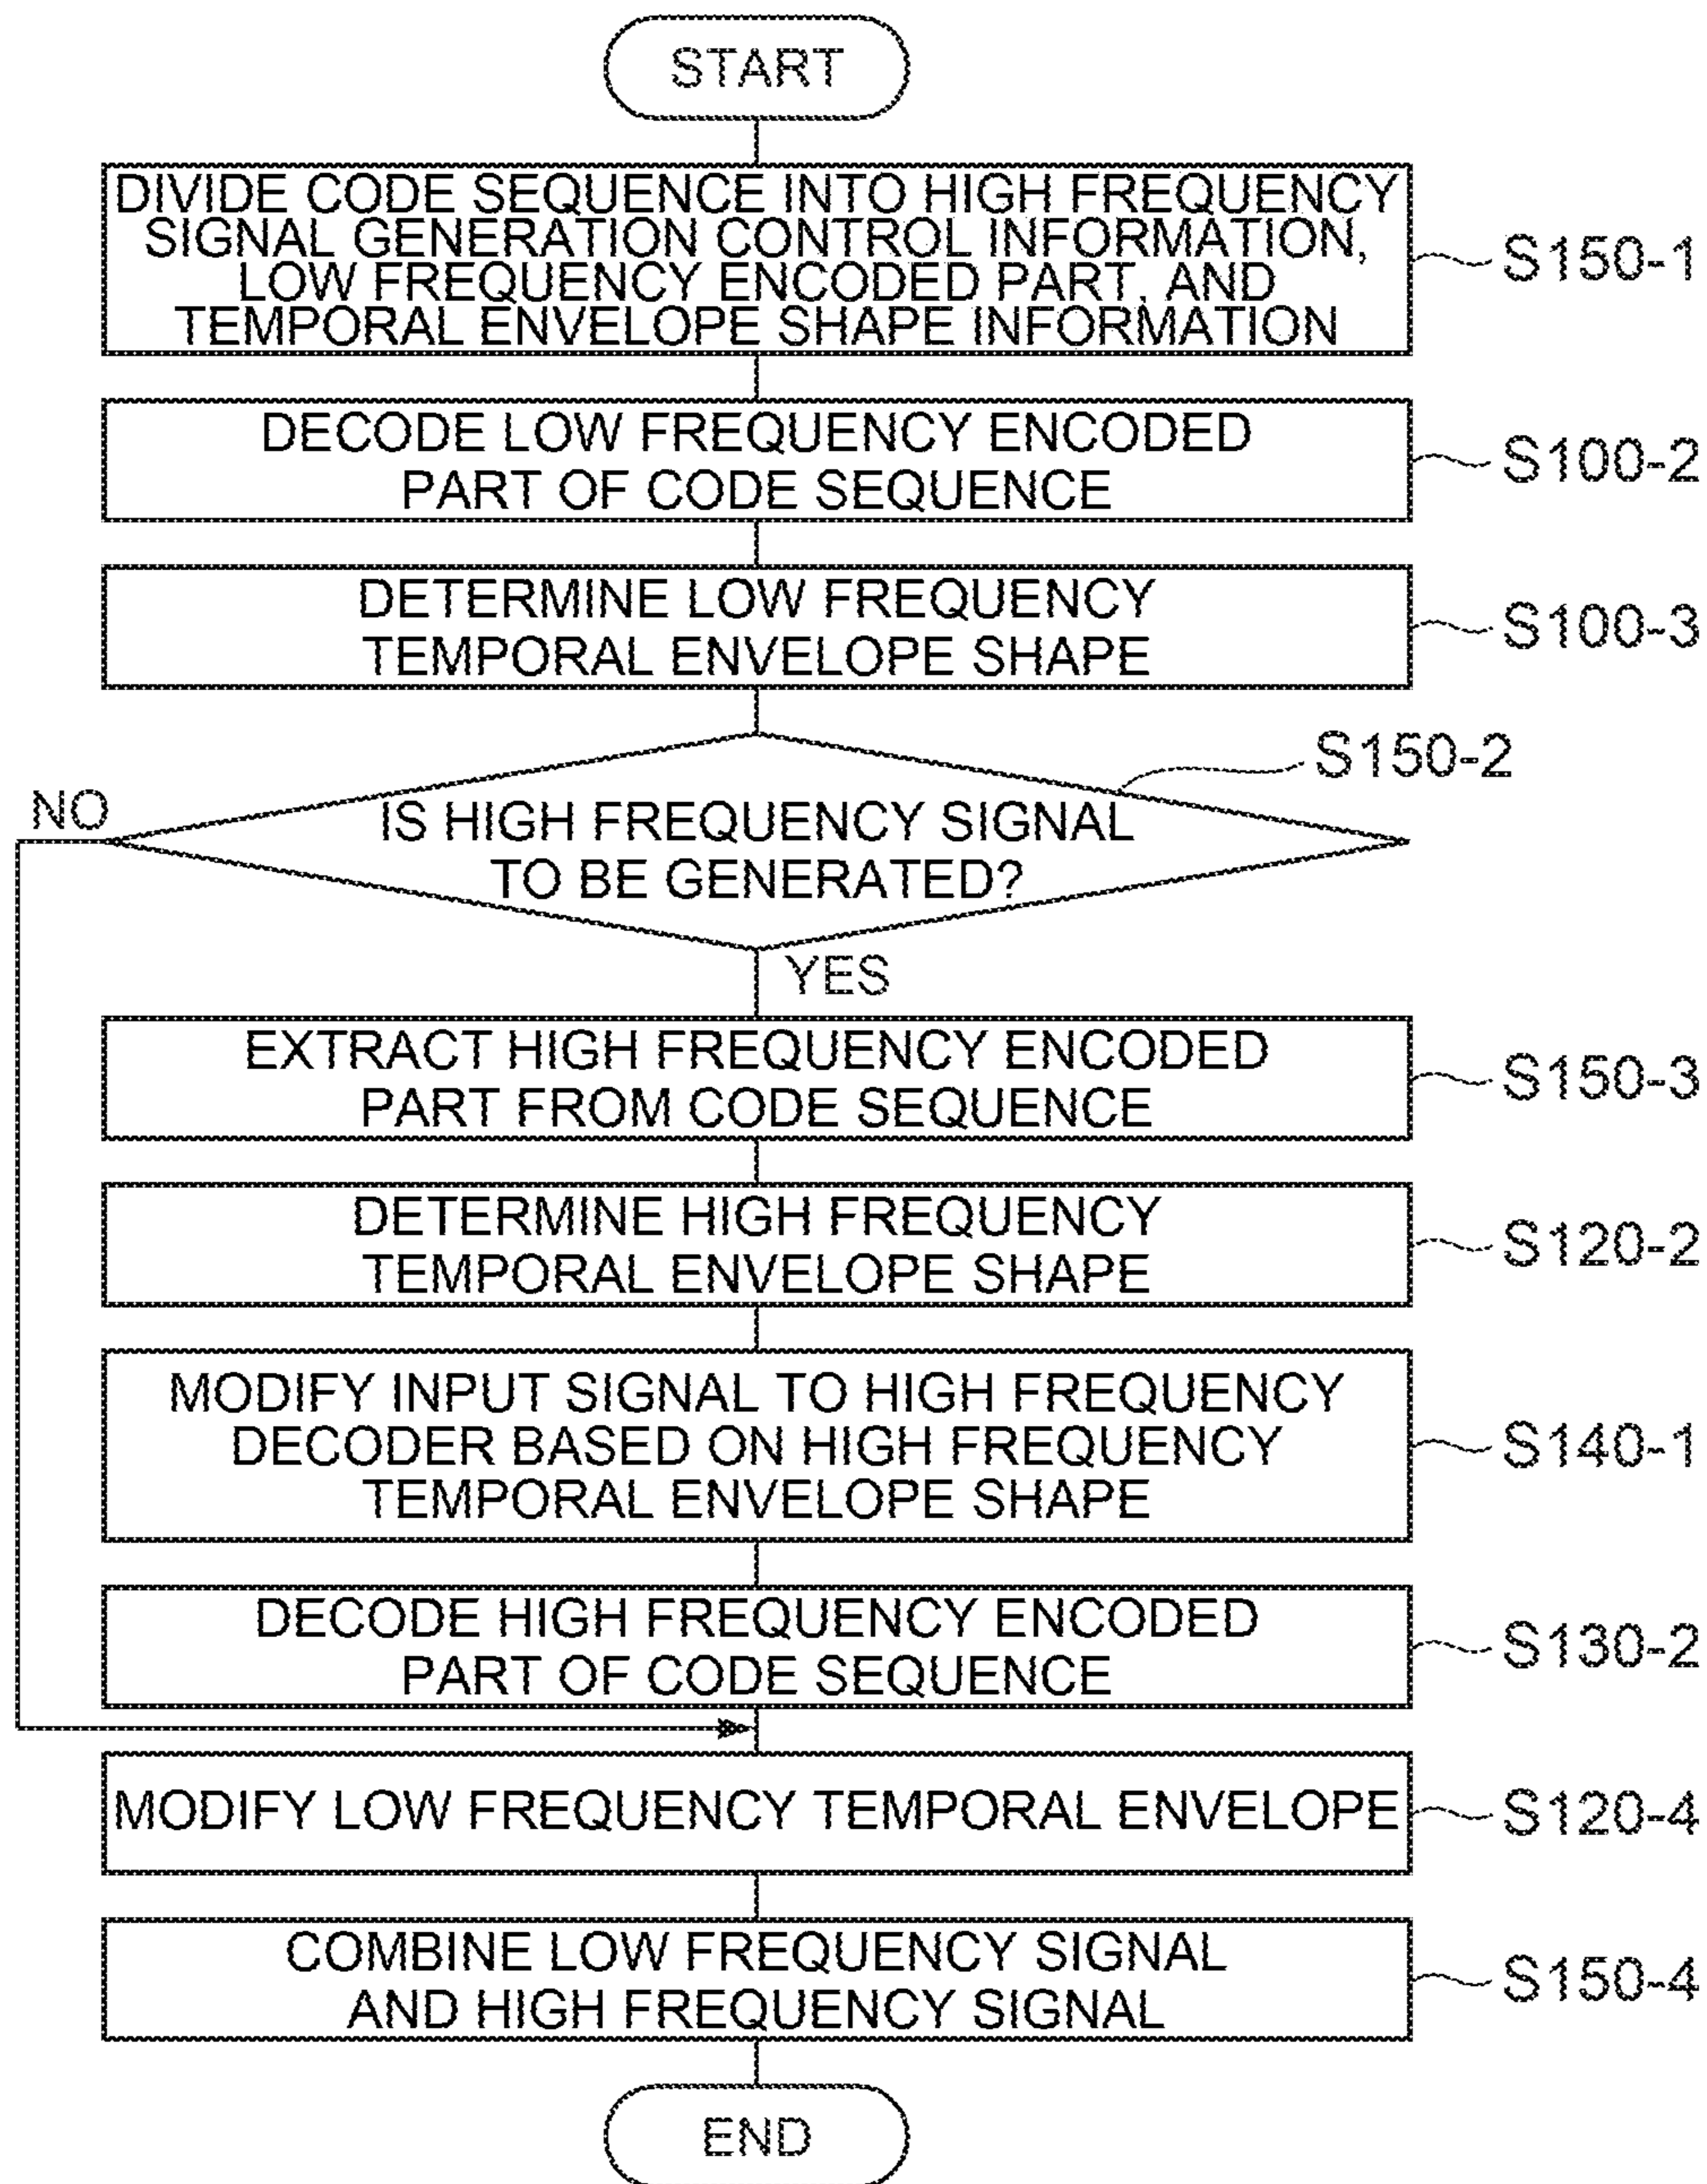 START
DIVIDE CODE SEQUENCE INTO HIGH FREQUENCY
SIGNAL GENERATION CONTROL INFORMATION,
LOW FREQUENCY ENCODED PART, AND
TEMPORAL ENVELOPE SHAPE INFORMATION
S150-1
DECODE LOW FREQUENCY ENCODED
PART OF CODE SEQUENCE
S100-2
DETERMINE LOW FREQUENCY
TEMPORAL ENVELOPE SHAPE
S100-3
S150-2
NO
IS HIGH FREQUENCY SIGNAL
TO BE GENERATED?
YES
EXTRACT HIGH FREQUENCY ENCODED
PART FROM CODE SEQUENCE
S150-3
DETERMINE HIGH FREQUENCY
TEMPORAL ENVELOPE SHAPE
S120-2
MODIFY INPUT SIGNAL TO HIGH FREQUENCY
DECODER BASED ON HIGH FREQUENCY
TEMPORAL ENVELOPE SHAPE
S140-1
DECODE HIGH FREQUENCY ENCODED
PART OF CODE SEQUENCE
S130-2
MODIFY LOW FREQUENCY TEMPORAL ENVELOPE
S120-4
COMBINE LOW FREQUENCY SIGNAL
AND HIGH FREQUENCY SIGNAL
S150-4
END